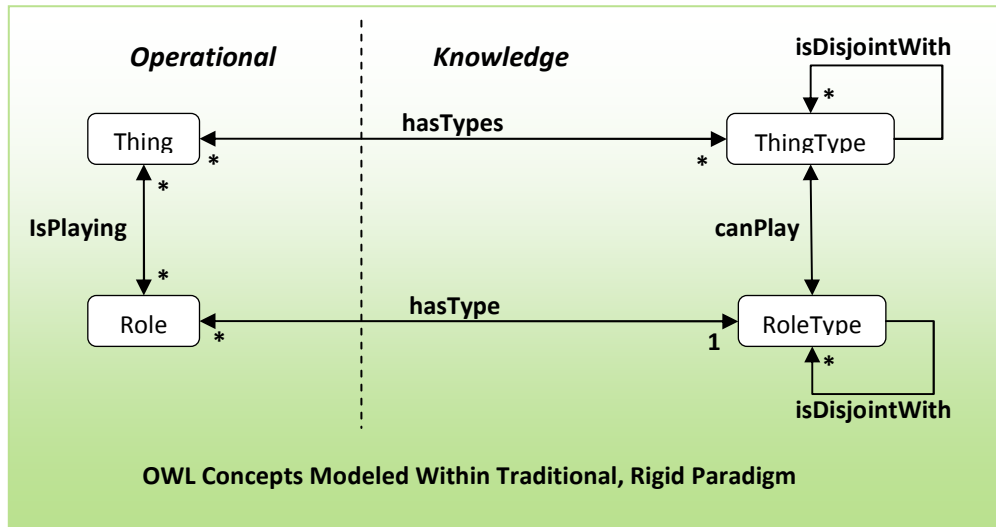 Operational
Knowledge
isDisjointWith
*
hasTypes
Thing
ThingType
*
*
*
IsPlaying
canPlay
*
hasType
Role
RoleType
*
1
*
isDisjointWith
OWL Concepts Modeled Within Traditional, Rigid Paradigm